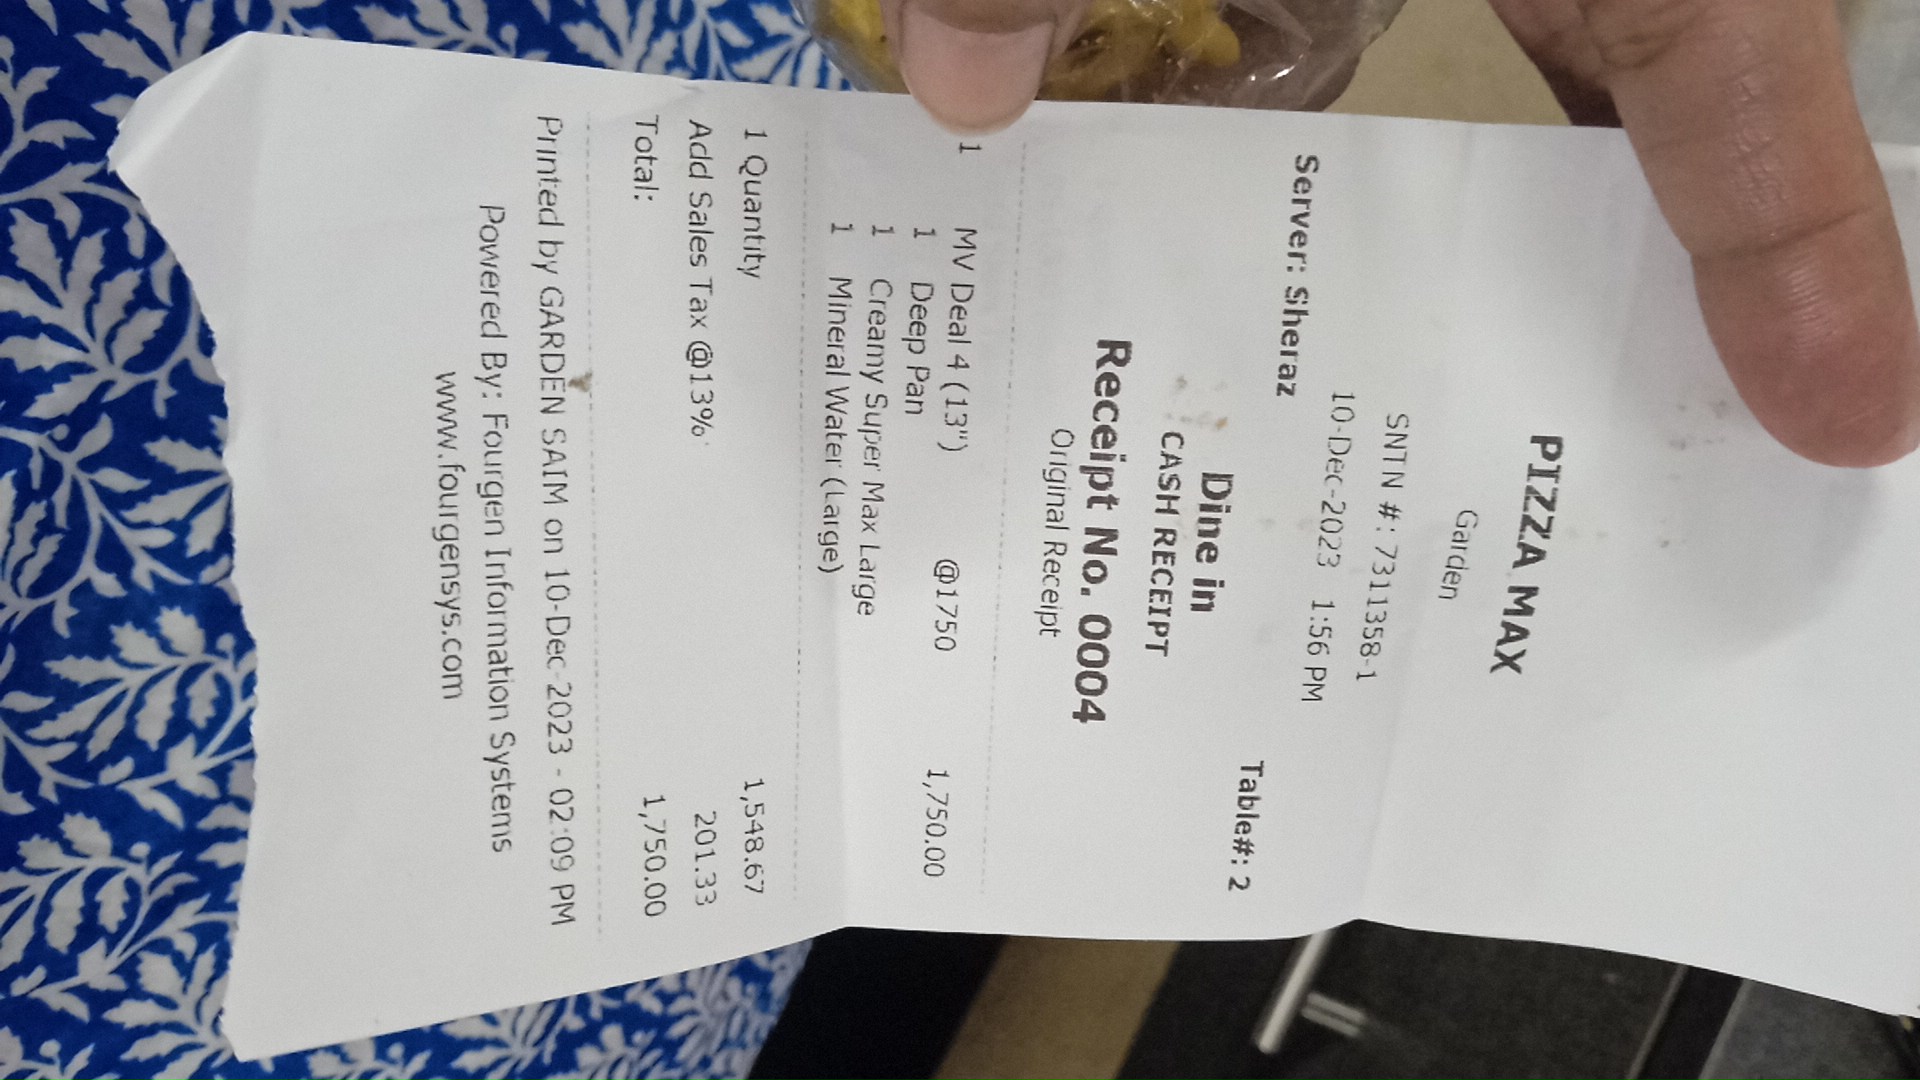 PIZZA MAX
Garden
SNTN #: 7311358-1
10-Dec-2023 1:56 PM
Server: Sheraz
Table#: 2
Dine in
CASH RECEIPT
Receipt No. 0004
Original Receipt
1 MV Deal 4 (13") @1750 1,750.00
1 Deep Pan
1 Creamy Super Max Large
1 Mineral Water (Large)
1 Quantity 1,548.67
Add Sales Tax @13% 201.33
Total: 1,750.00
Printed by GARDEN SAIM on 10-Dec-2023 - 02:09 PM
Powered By: Fourgen Information Systems
www.fourgensys.com